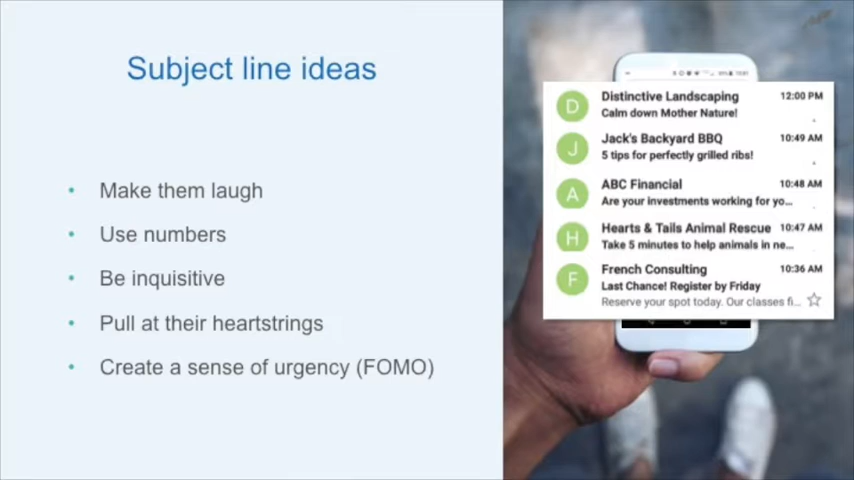 Subject line ideas
• Make them laugh
• Use numbers
• Be inquisitive
• Pull at their heartstrings
• Create a sense of urgency (FOMO)
D
Distinctive Landscaping 12:00 PM
Calm down Mother Nature!
J
Jack's Backyard BBQ 10:49 AM
5 tips for perfectly grilled ribs!
A
ABC Financial 10:48 AM
Are your investments working for yo...
H
Hearts & Tails Animal Rescue 10:47 AM
Take 5 minutes to help animals in ne...
F
French Consulting 10:36 AM
Last Chance! Register by Friday
Reserve your spot today. Our classes fi...